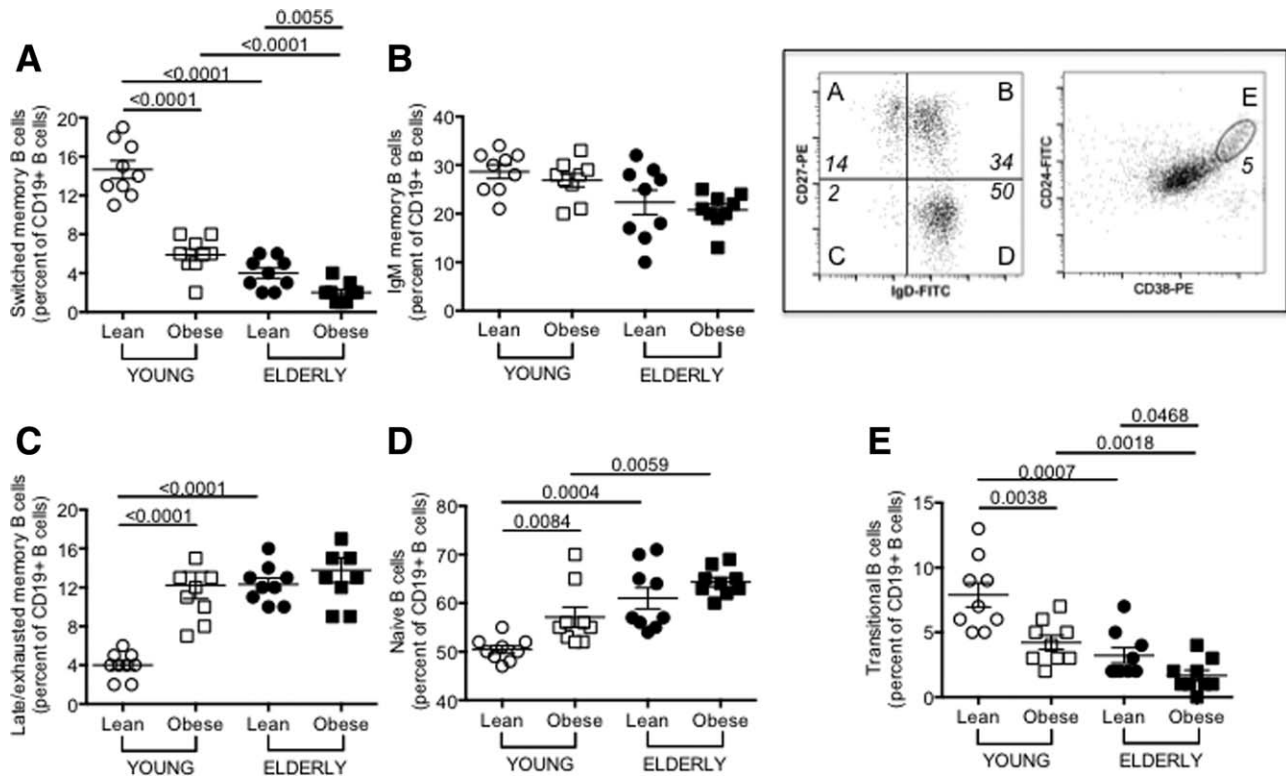 A
0.0055
<0.0001
<0.0001
<0.0001
Switched memory B cells
(percent of CD19+ B cells)
20
16
12
8
4
0
Lean Obese Lean Obese
YOUNG ELDERLY
B
IgM memory B cells
(percent of CD19+ B cells)
40
30
20
10
0
Lean Obese Lean Obese
YOUNG ELDERLY
A B
14 34
2 50
C D
CD27-PE
IgD-FITC
E
5
CD24-FITC
CD38-PE
C
<0.0001
<0.0001
Late/exhausted memory B cells
(percent of CD19+ B cells)
20
16
12
8
4
0
Lean Obese Lean Obese
YOUNG ELDERLY
D
0.0059
0.0004
0.0084
Naive B cells
(percent of CD19+ B cells)
80
70
60
50
40
Lean Obese Lean Obese
YOUNG ELDERLY
E
0.0468
0.0018
0.0007
0.0038
Transitional B cells
(percent of CD19+ B cells)
15
10
5
0
Lean Obese Lean Obese
YOUNG ELDERLY